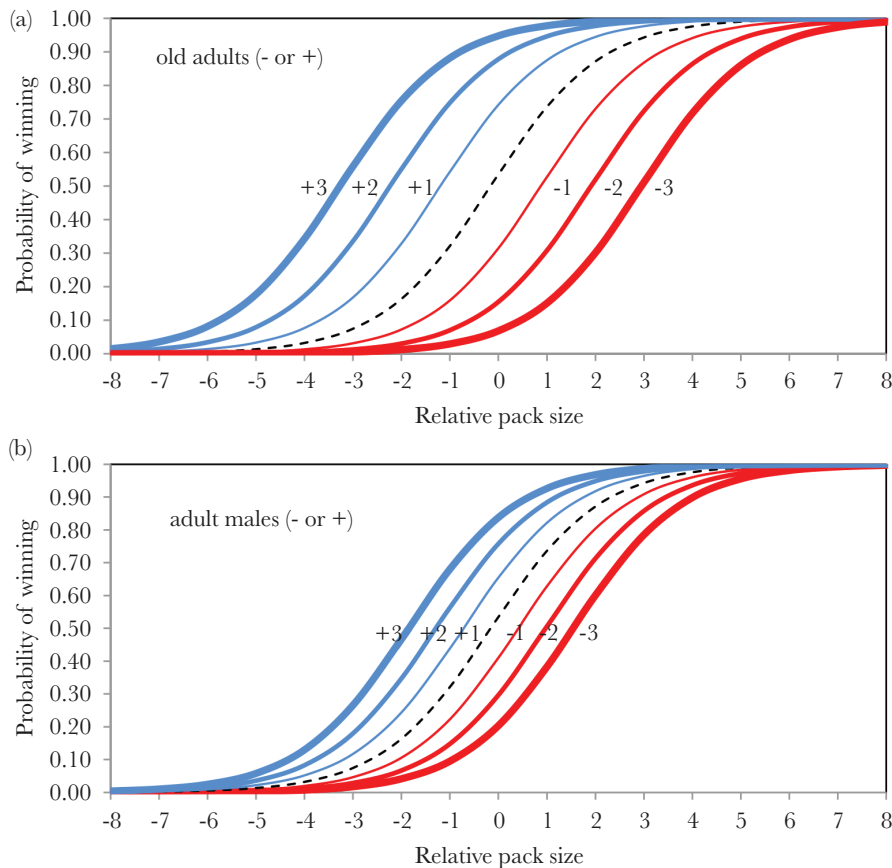 (a)
1.00
0.90
0.80
0.70
0.60
0.50
0.40
0.30
0.20
0.10
0.00
Probability of winning
old adults (- or +)
+3 +2 +1 -1 -2 -3
-8 -7 -6 -5 -4 -3 -2 -1 0 1 2 3 4 5 6 7 8
Relative pack size
(b)
1.00
0.90
0.80
0.70
0.60
0.50
0.40
0.30
0.20
0.10
0.00
Probability of winning
adult males (- or +)
+3 +2 +1 -1 -2 -3
-8 -7 -6 -5 -4 -3 -2 -1 0 1 2 3 4 5 6 7 8
Relative pack size